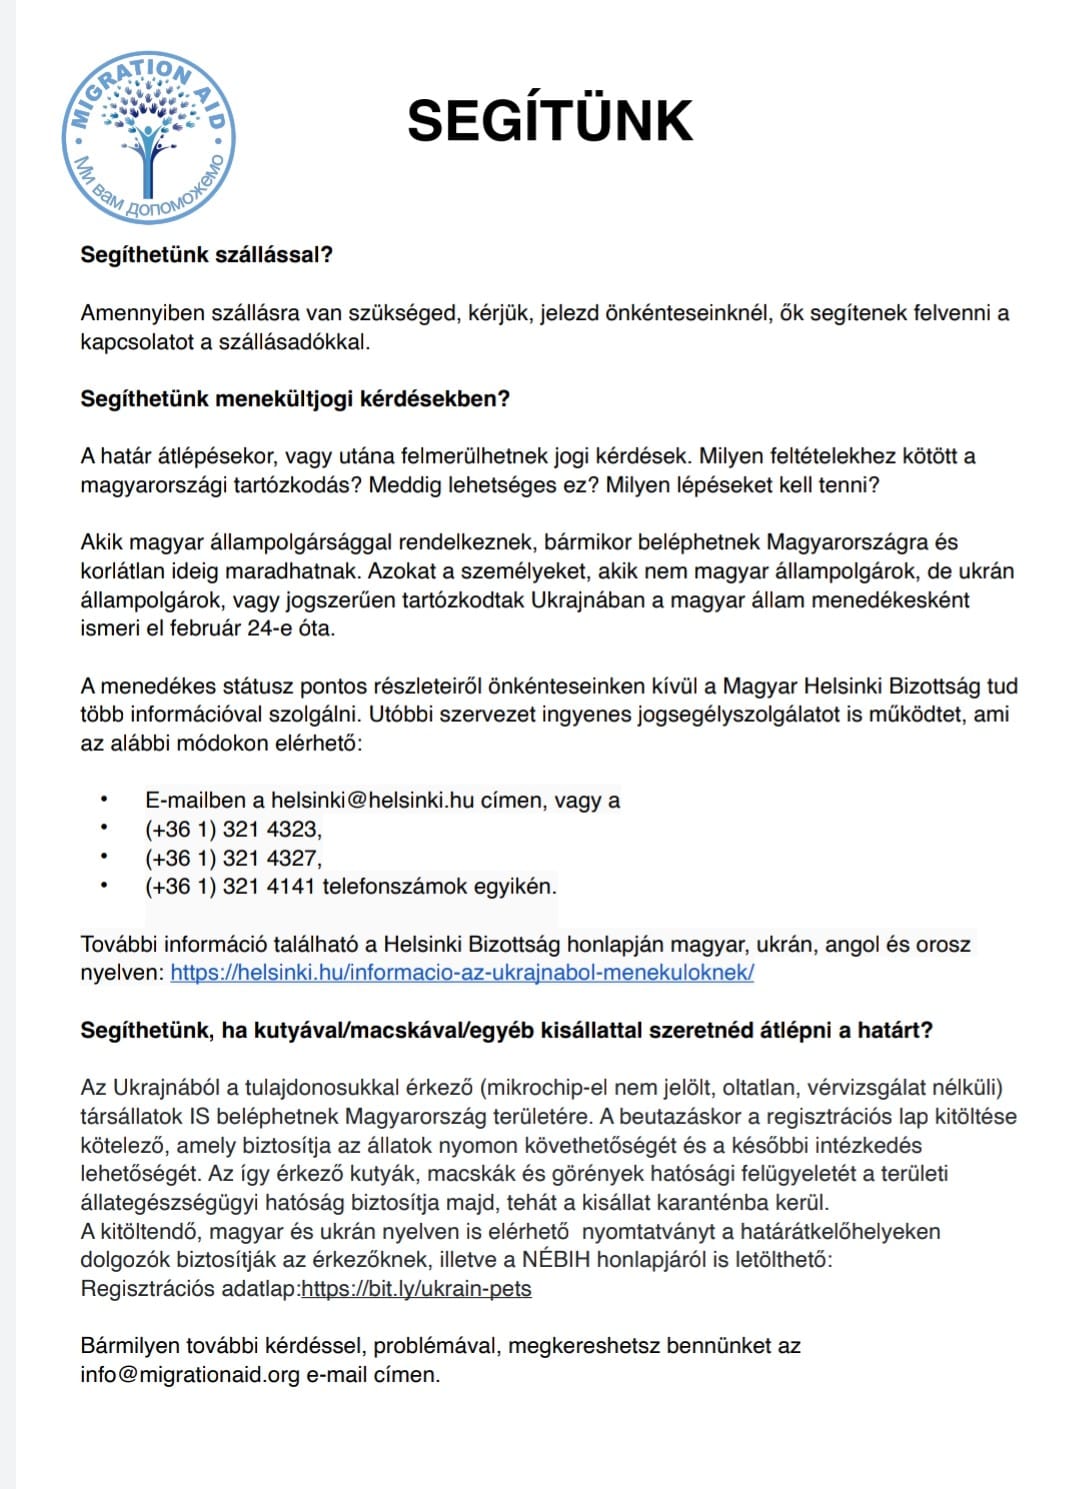 MIGRATION AID
Ми вам допоможемо
SEGÍTÜNK
Segíthetünk szállással?
Amennyiben szállásra van szükséged, kérjük, jelezd önkénteseinknél, ők segítenek felvenni a
kapcsolatot a szállásadókkal.
Segíthetünk menekültjogi kérdésekben?
A határ átlépésekor, vagy utána felmerülhetnek jogi kérdések. Milyen feltételekhez kötött a
magyarországi tartózkodás? Meddig lehetséges ez? Milyen lépéseket kell tenni?
Akik magyar állampolgársággal rendelkeznek, bármikor beléphetnek Magyarországra és
korlátlan ideig maradhatnak. Azokat a személyeket, akik nem magyar állampolgárok, de ukrán
állampolgárok, vagy jogszerűen tartózkodtak Ukrajnában a magyar állam menedékesként
ismeri el február 24-e óta.
A menedékes státusz pontos részleteiről önkénteseinken kívül a Magyar Helsinki Bizottság tud
több információval szolgálni. Utóbbi szervezet ingyenes jogsegélyszolgálatot is működtet, ami
az alábbi módokon elérhető:
• E-mailben a helsinki@helsinki.hu címen, vagy a
• (+36 1) 321 4323,
• (+36 1) 321 4327,
• (+36 1) 321 4141 telefonszámok egyikén.
További információ található a Helsinki Bizottság honlapján magyar, ukrán, angol és orosz
nyelven: https://helsinki.hu/informacio-az-ukrajnabol-menekuloknek/
Segíthetünk, ha kutyával/macskával/egyéb kisállattal szeretnéd átlépni a határt?
Az Ukrajnából a tulajdonosukkal érkező (mikrochip-el nem jelölt, oltatlan, vérvizsgálat nélküli)
társállatok IS beléphetnek Magyarország területére. A beutazáskor a regisztrációs lap kitöltése
kötelező, amely biztosítja az állatok nyomon követhetőségét és a későbbi intézkedés
lehetőségét. Az így érkező kutyák, macskák és görények hatósági felügyeletét a területi
állategészségügyi hatóság biztosítja majd, tehát a kisállat karanténba kerül.
A kitöltendő, magyar és ukrán nyelven is elérhető nyomtatványt a határátkelőhelyeken
dolgozók biztosítják az érkezőknek, illetve a NÉBIH honlapjáról is letölthető:
Regisztrációs adatlap:https://bit.ly/ukrain-pets
Bármilyen további kérdéssel, problémával, megkereshetsz bennünket az
info@migrationaid.org e-mail címen.